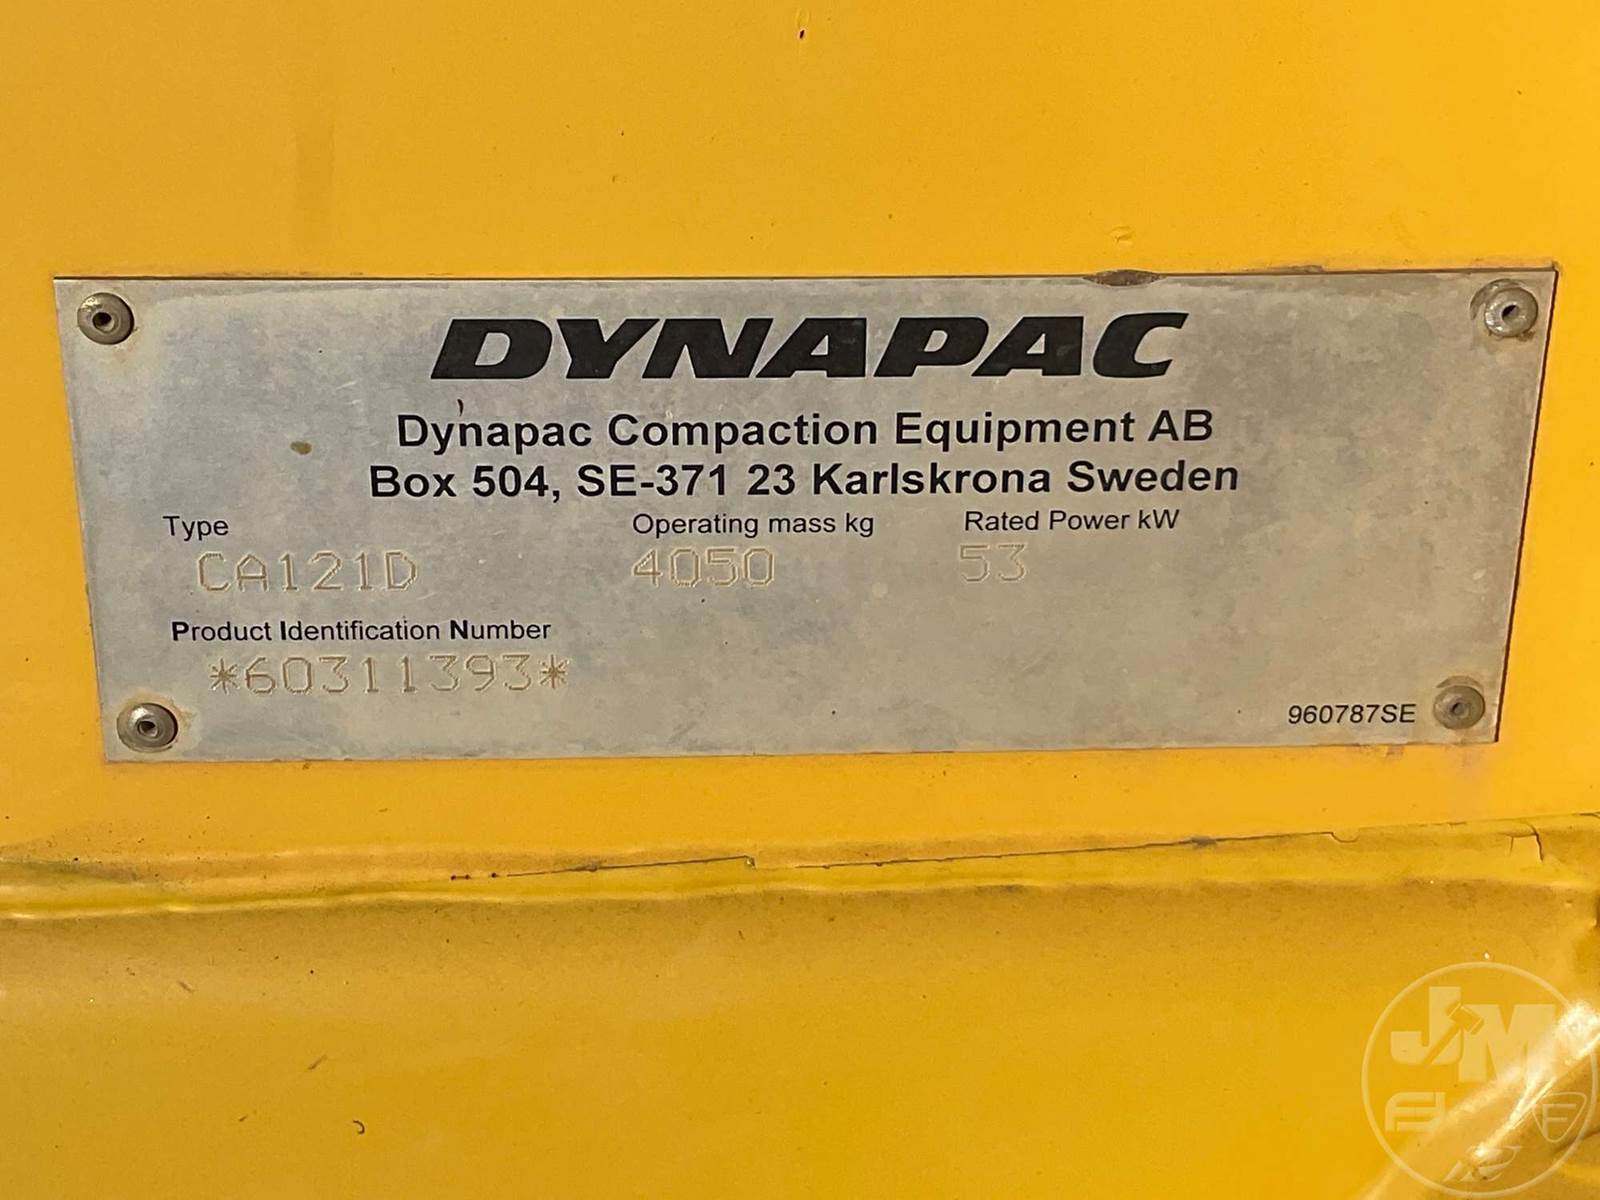 DYNAPAC
Dynapac Compaction Equipment AB
Box 504, SE-371 23 Karlskrona Sweden
Type Operating mass kg Rated Power kW
CA121D 4050 53
Product Identification Number
*60311393*
960787SE
JM